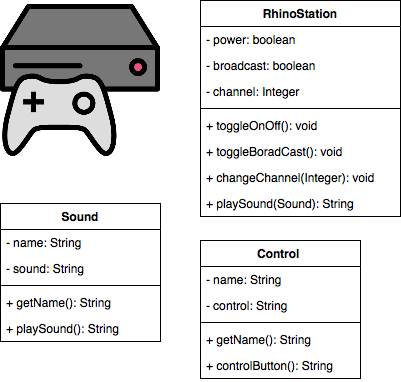 RhinoStation
- power: boolean
- broadcast: boolean
- channel: Integer
+ toggleOnOff(): void
+ toggleBoradCast(): void
+ changeChannel(Integer): void
+ playSound(Sound): String
Sound
- name: String
- sound: String
+ getName(): String
+ playSound(): String
Control
- name: String
- control: String
+ getName(): String
+ controlButton(): String